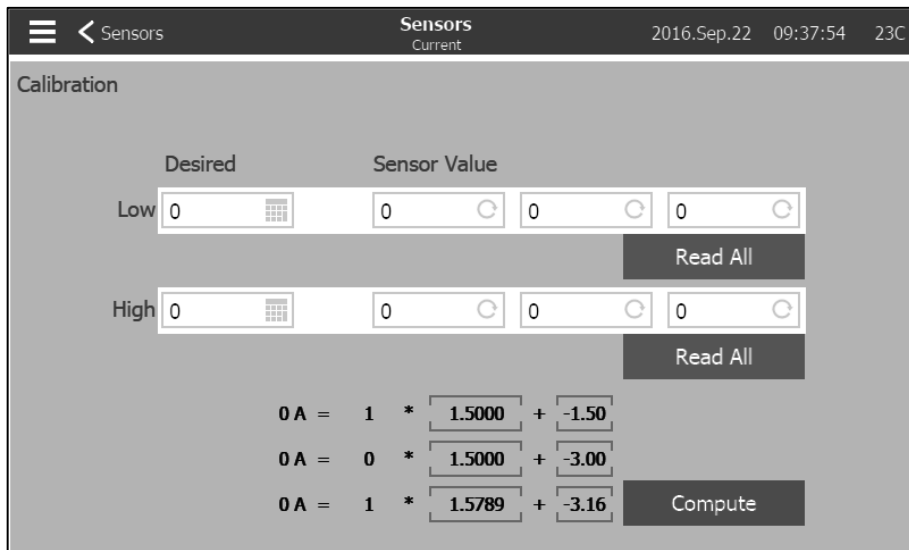 Sensors Sensors 2016.Sep.22 09:37:54 23C
Current
Calibration
Desired Sensor Value
Low 0 0 0 0
Read All
High 0 0 0 0
Read All
0 A = 1 * 1.5000 + -1.50
0 A = 0 * 1.5000 + -3.00
0 A = 1 * 1.5789 + -3.16 Compute